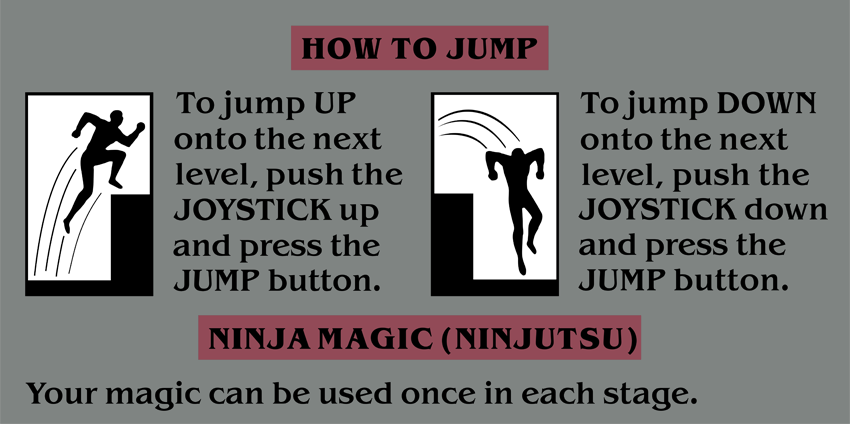 HOW TO JUMP
To jump UP
onto the next
level, push the
JOYSTICK up
and press the
JUMP button.
To jump DOWN
onto the next
level, push the
JOYSTICK down
and press the
JUMP button.
NINJA MAGIC (NINJUTSU)
Your magic can be used once in each stage.